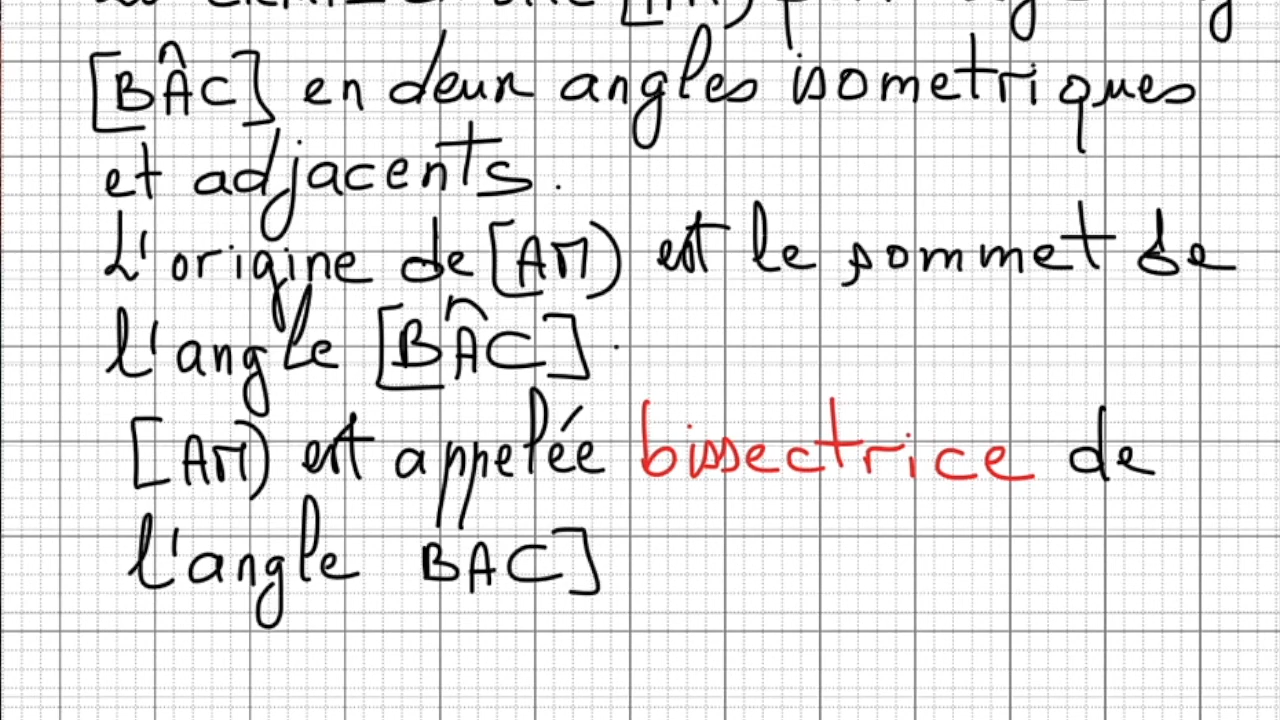 [AM)
[BÂC] en deux angles isometriques
et adjacents.
L'origine de [AM) est le sommet de
l'angle [BÂC].
[AM) est appelée bissectrice de
l'angle BAC]